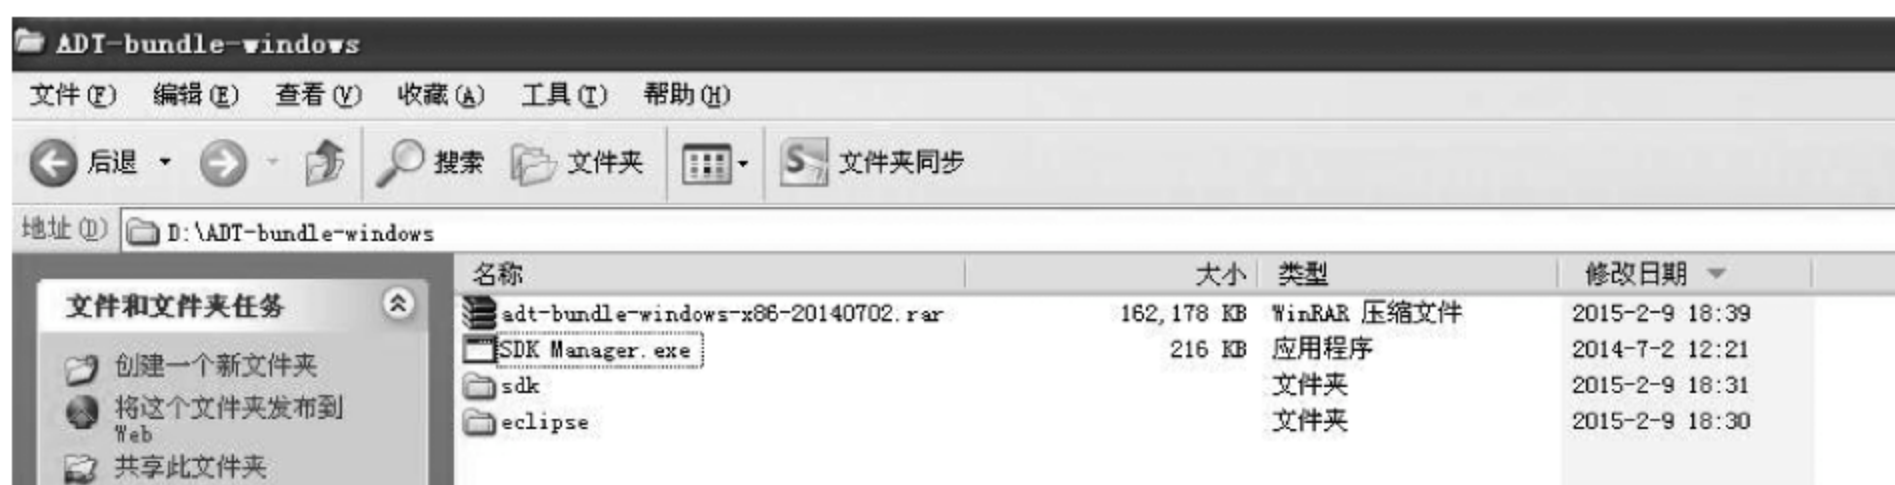 ADT-bundle-windows
文件(F) 编辑(E) 查看(V) 收藏(A) 工具(T) 帮助(H)
后退 搜索 文件夹 文件夹同步
地址(D) D:\ADT-bundle-windows
名称 大小 类型 修改日期
文件和文件夹任务
adt-bundle-windows-x86-20140702.rar 162,178 KB WinRAR 压缩文件 2015-2-9 18:39
SDK Manager.exe 216 KB 应用程序 2014-7-2 12:21
sdk 文件夹 2015-2-9 18:31
eclipse 文件夹 2015-2-9 18:30
创建一个新文件夹
将这个文件夹发布到
Web
共享此文件夹